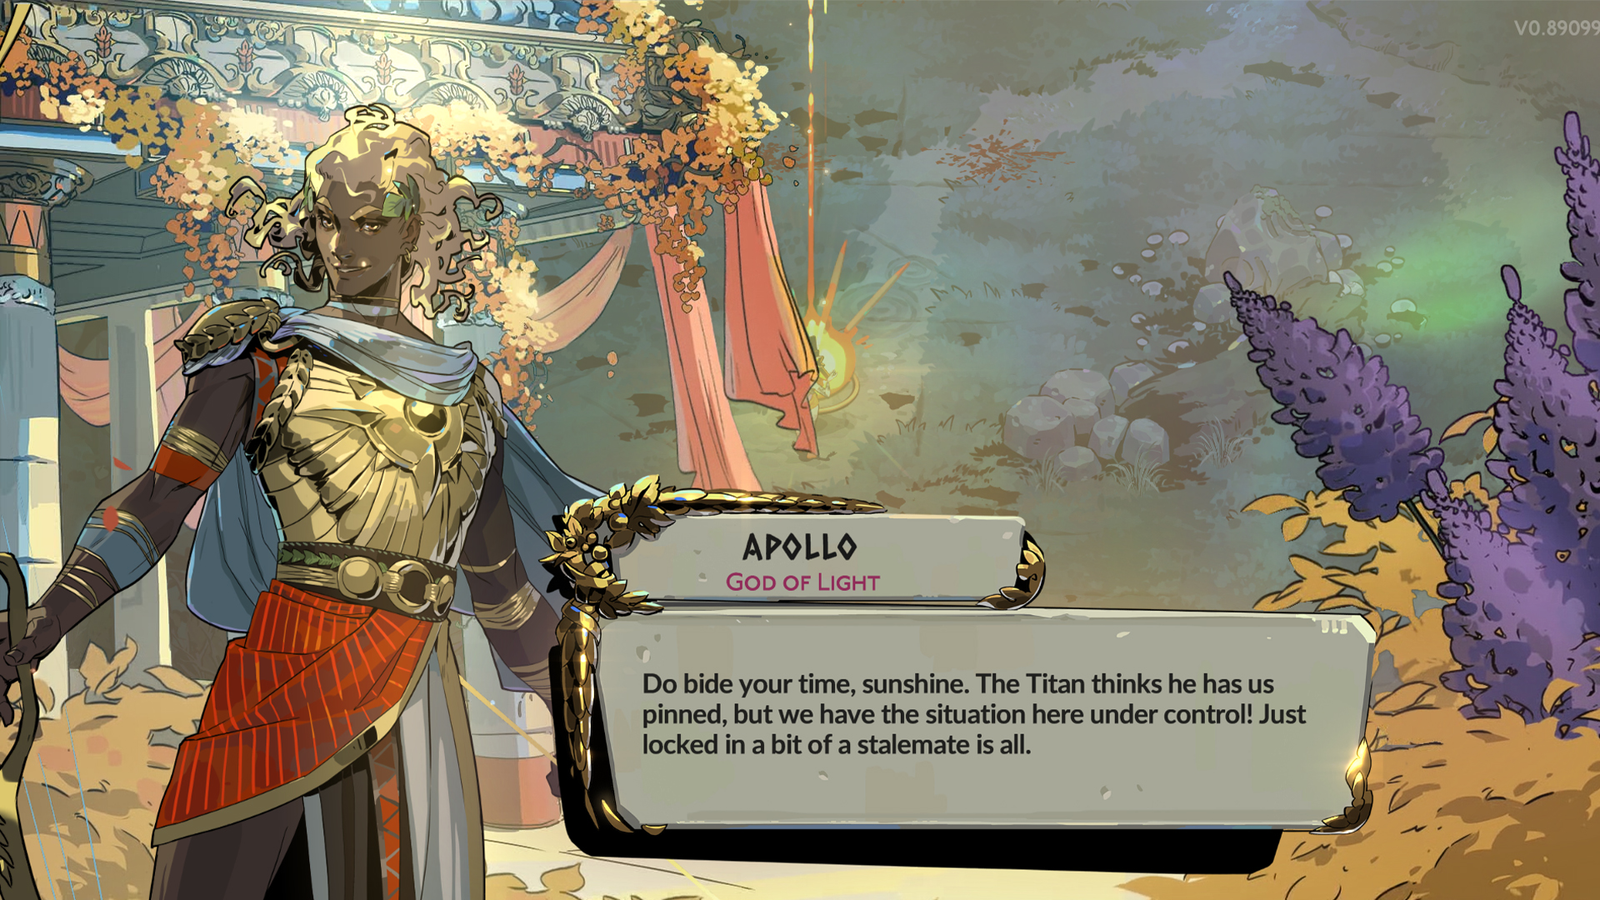 V0.89099
APOLLO
GOD OF LIGHT
Do bide your time, sunshine. The Titan thinks he has us
pinned, but we have the situation here under control! Just
locked in a bit of a stalemate is all.